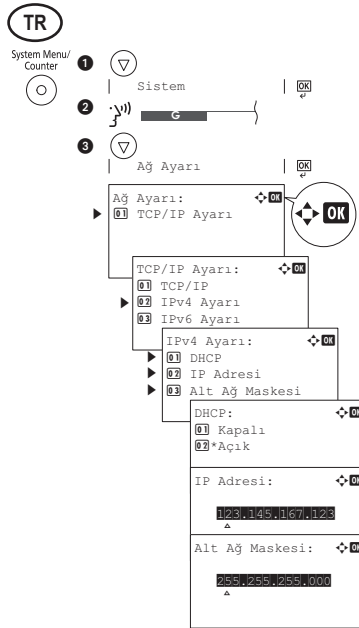 TR
System Menu/
Counter
1
Sistem
OK
2
G
3
Ağ Ayarı
OK
Ağ Ayarı:
OK
01 TCP/IP Ayarı
OK
TCP/IP Ayarı:
OK
01 TCP/IP
02 IPv4 Ayarı
03 IPv6 Ayarı
IPv4 Ayarı:
OK
01 DHCP
02 IP Adresi
03 Alt Ağ Maskesi
DHCP:
OK
01 Kapalı
02 *Açık
IP Adresi:
OK
123.145.167.123
Alt Ağ Maskesi:
OK
255.255.255.000